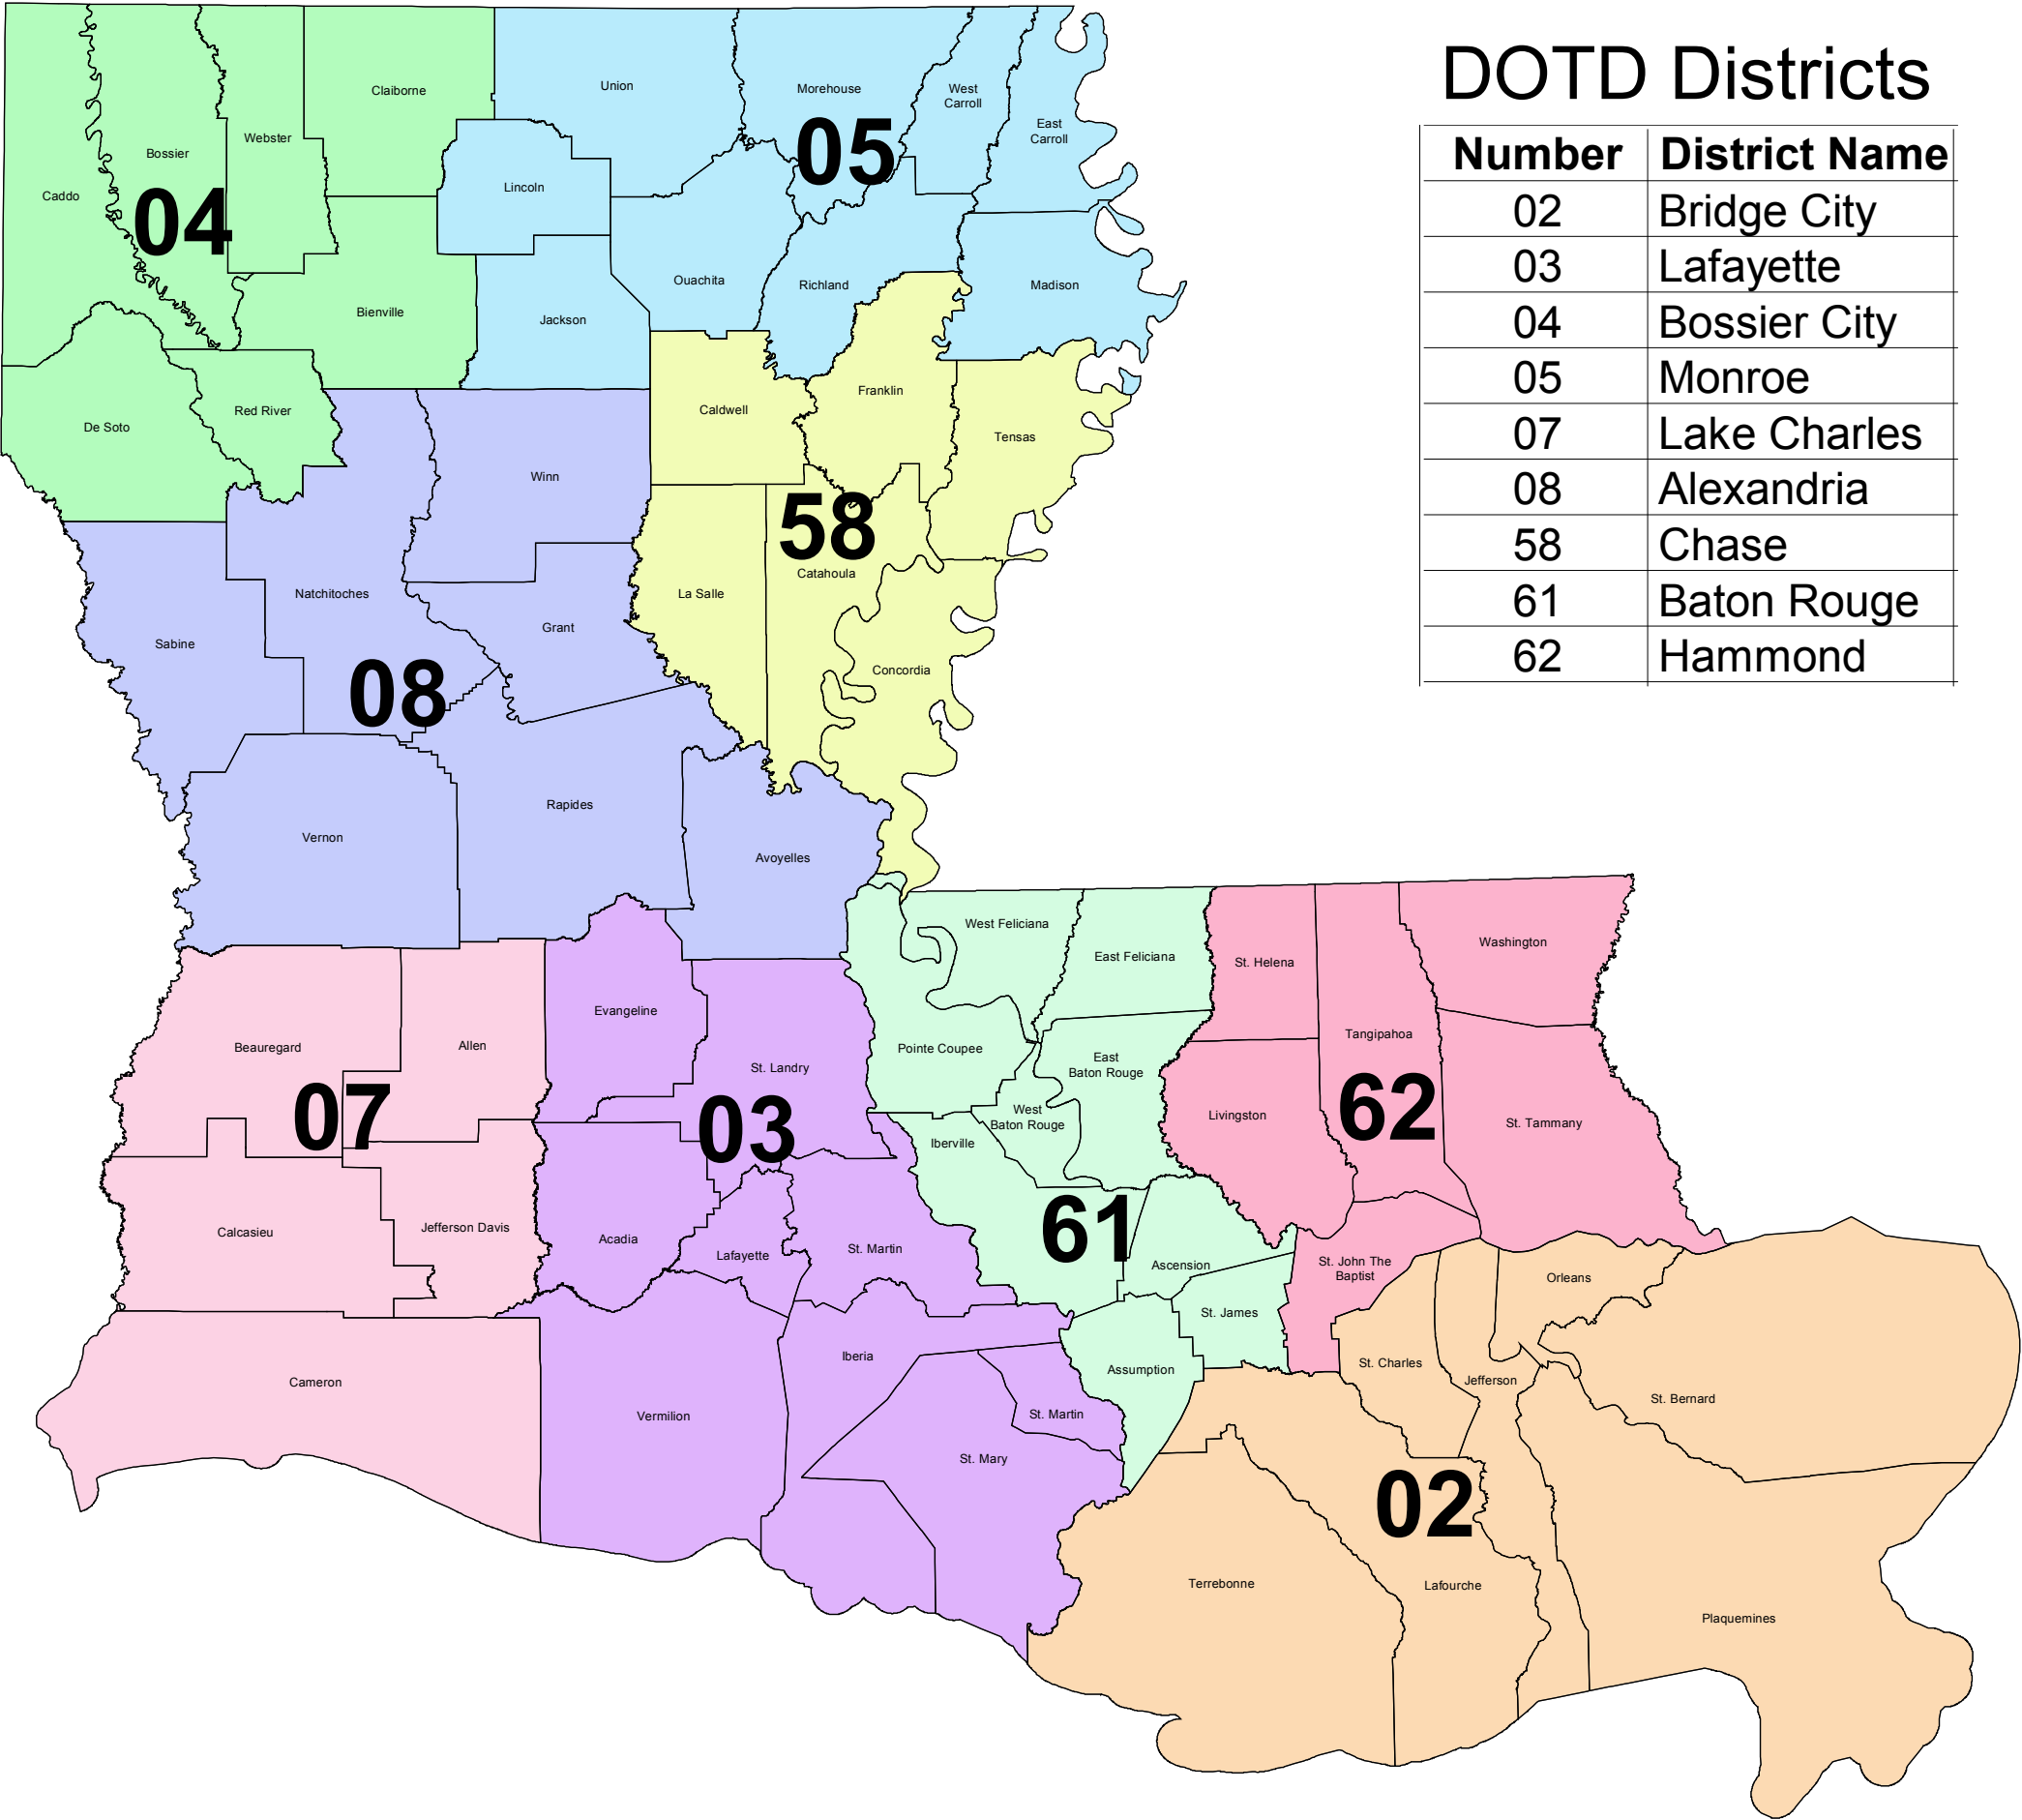 DOTD Districts
Number District Name
02 Bridge City
03 Lafayette
04 Bossier City
05 Monroe
07 Lake Charles
08 Alexandria
58 Chase
61 Baton Rouge
62 Hammond
Caddo
Bossier
Webster
Claiborne
04
Bienville
De Soto
Red River
Union
Morehouse
West
Carroll
East
Carroll
05
Lincoln
Ouachita
Richland
Madison
Jackson
Caldwell
Franklin
Tensas
58
La Salle
Catahoula
Concordia
Winn
Natchitoches
Grant
Sabine
08
Vernon
Rapides
Avoyelles
Beauregard
Allen
07
Calcasieu
Jefferson Davis
Cameron
Evangeline
St. Landry
03
Acadia
Lafayette
St. Martin
Vermilion
Iberia
St. Martin
St. Mary
West Feliciana
East Feliciana
Pointe Coupee
East
Baton Rouge
West
Baton Rouge
Iberville
61
Ascension
St. James
Assumption
St. Helena
Washington
Tangipahoa
62
Livingston
St. Tammany
St. John The
Baptist
Orleans
St. Charles
Jefferson
St. Bernard
02
Terrebonne
Lafourche
Plaquemines